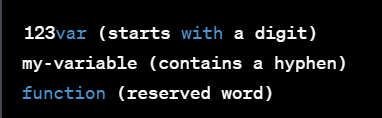 123var (starts with a digit)
my-variable (contains a hyphen)
function (reserved word)